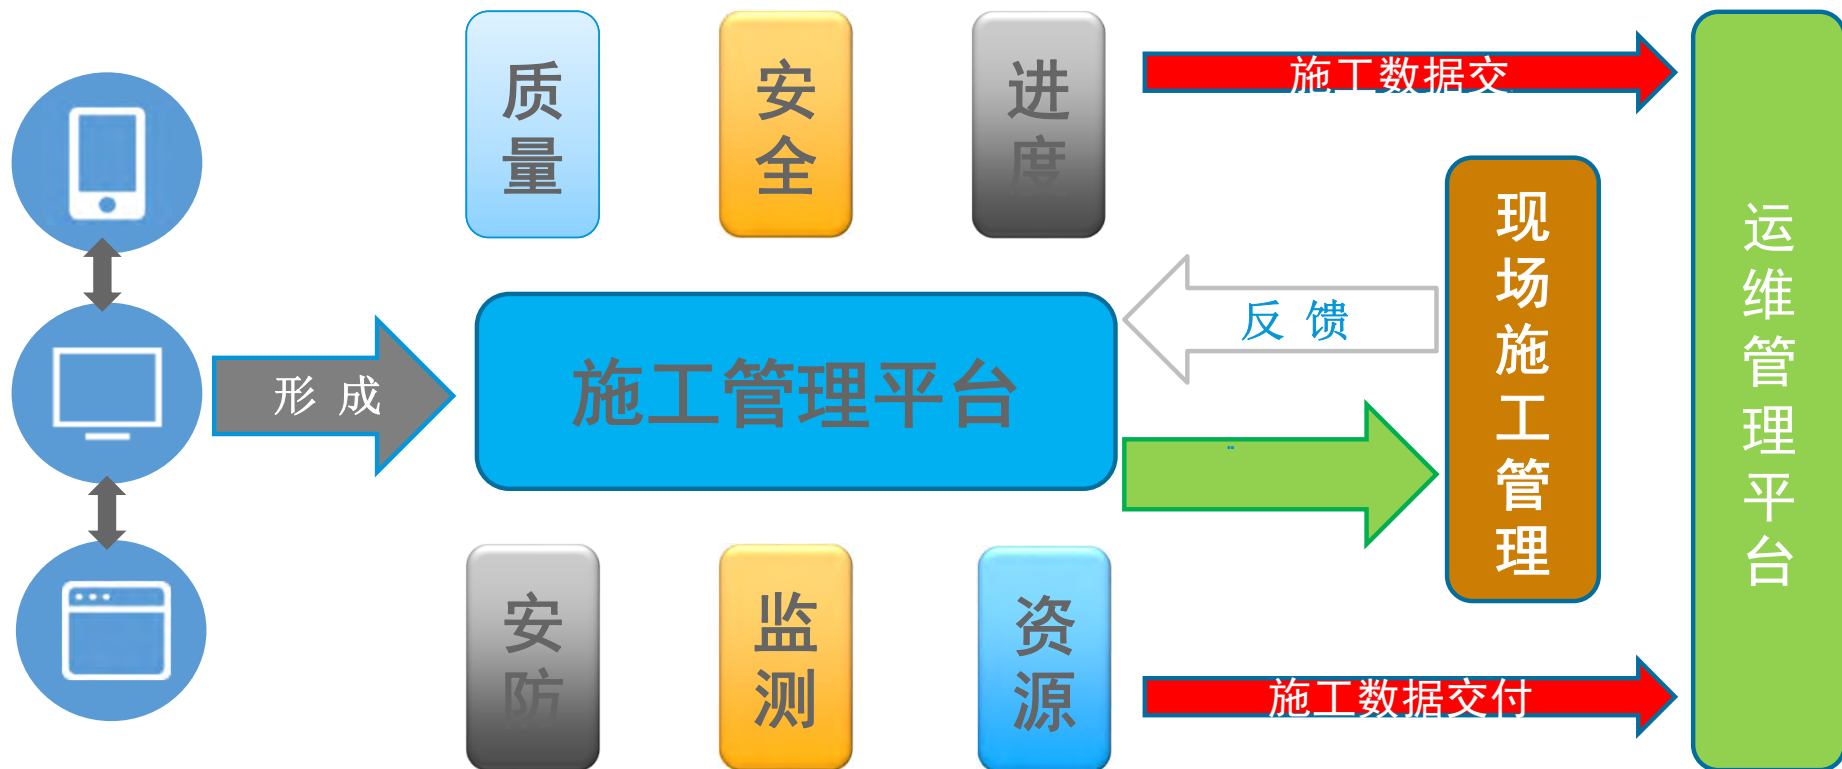 质量
安全
进度
施工数据交
现场施工管理
运维管理平台
反 馈
形 成
施工管理平台
安防
监测
资源
施工数据交付